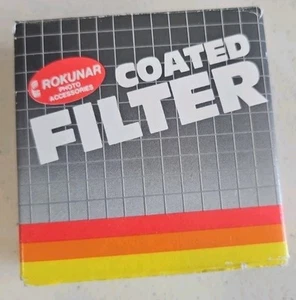 ROKUNAR
PHOTO
ACCESSORIES
COATED
FILTER